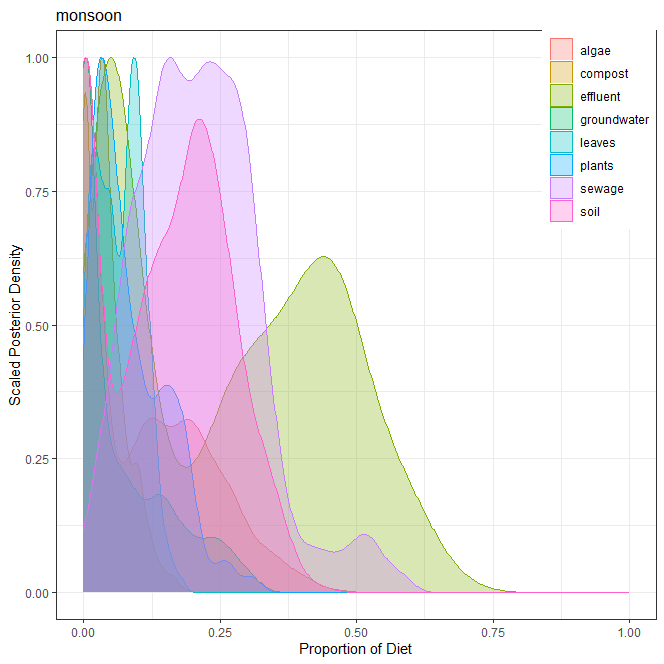 monsoon
algae
compost
effluent
groundwater
leaves
plants
sewage
soil
Scaled Posterior Density
1.00
0.75
0.50
0.25
0.00
0.00 0.25 0.50 0.75 1.00
Proportion of Diet